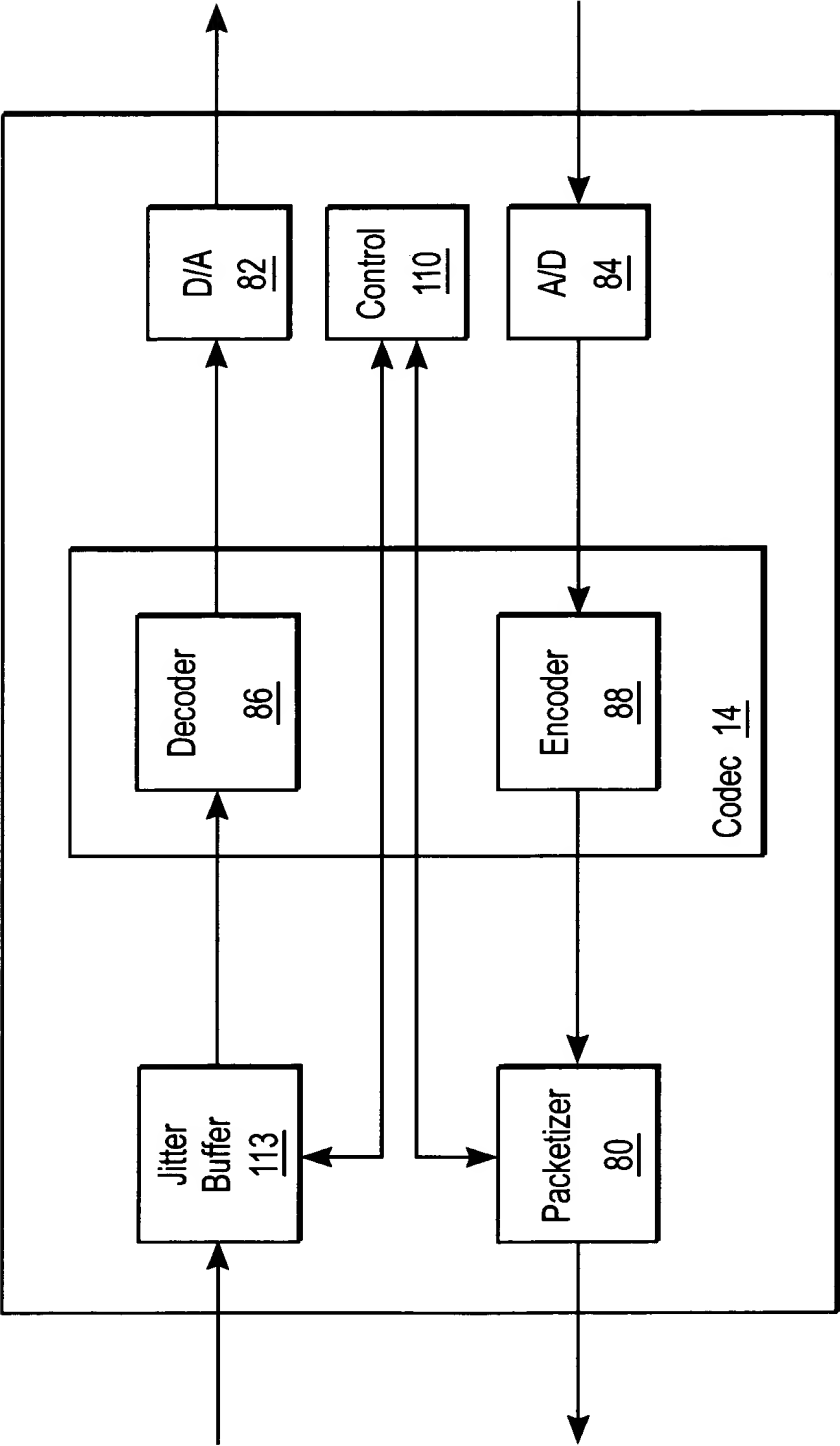 Jitter
Buffer
113
Decoder
86
D/A
82
Control
110
Packetizer
80
Encoder
88
A/D
84
Codec 14